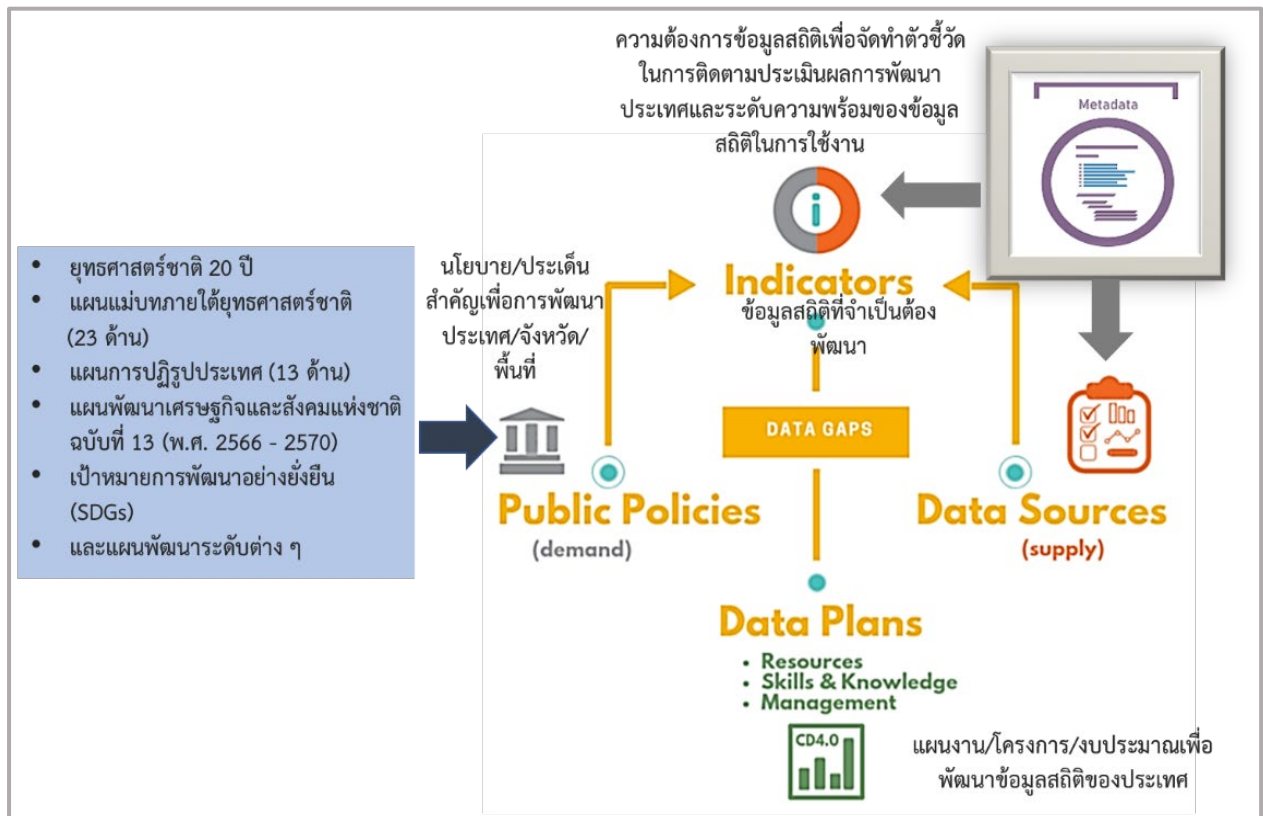 ความต้องการข้อมูลสถิติเพื่อจัดทำตัวชี้วัด
ในการติดตามประเมินผลการพัฒนา
ประเทศและระดับความพร้อมของข้อมูล
สถิติในการใช้งาน
Metadata
• ยุทธศาสตร์ชาติ 20 ปี
• แผนแม่บทภายใต้ยุทธศาสตร์ชาติ
(23 ด้าน)
• แผนการปฏิรูปประเทศ (13 ด้าน)
• แผนพัฒนาเศรษฐกิจและสังคมแห่งชาติ
ฉบับที่ 13 (พ.ศ. 2566 - 2570)
• เป้าหมายการพัฒนาอย่างยั่งยืน
(SDGs)
• และแผนพัฒนาระดับต่าง ๆ
นโยบาย/ประเด็น
สำคัญเพื่อการพัฒนา
ประเทศ/จังหวัด/
พื้นที่
i
Indicators
ข้อมูลสถิติที่จำเป็นต้อง
พัฒนา
DATA GAPS
Public Policies
(demand)
Data Sources
(supply)
Data Plans
• Resources
• Skills & Knowledge
• Management
CD4.0
แผนงาน/โครงการ/งบประมาณเพื่อ
พัฒนาข้อมูลสถิติของประเทศ